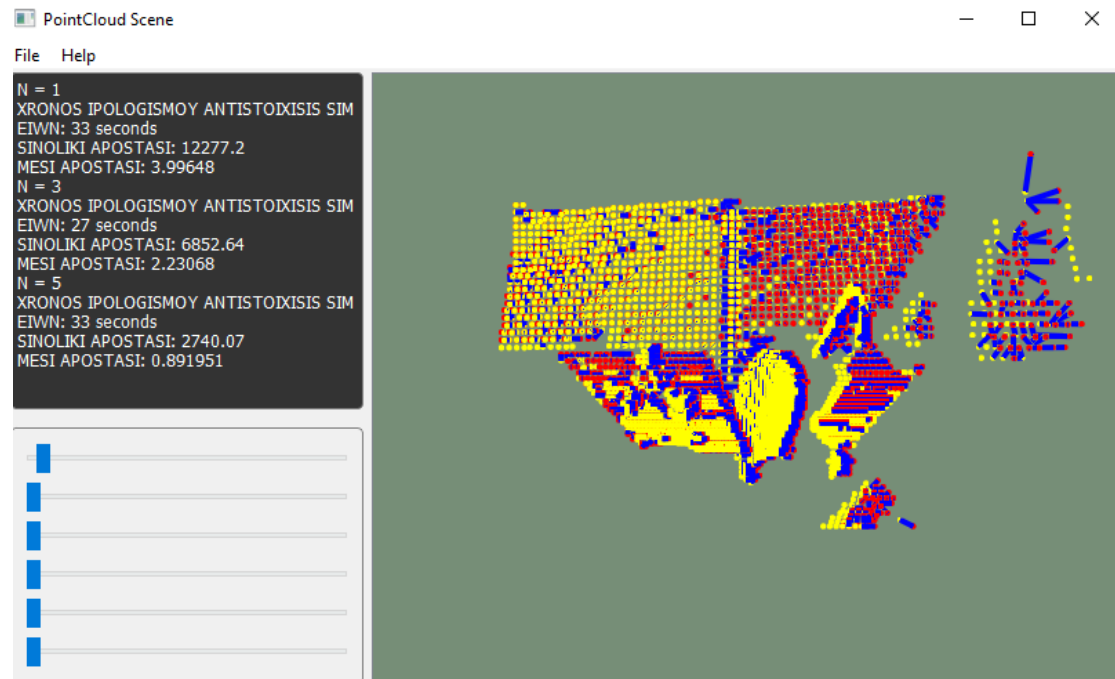 PointCloud Scene
File Help
N = 1
XRONOS IPOLOGISMOY ANTISTOIXISIS SIM
EIWN: 33 seconds
SINOLIKI APOSTASI: 12277.2
MESI APOSTASI: 3.99648
N = 3
XRONOS IPOLOGISMOY ANTISTOIXISIS SIM
EIWN: 27 seconds
SINOLIKI APOSTASI: 6852.64
MESI APOSTASI: 2.23068
N = 5
XRONOS IPOLOGISMOY ANTISTOIXISIS SIM
EIWN: 33 seconds
SINOLIKI APOSTASI: 2740.07
MESI APOSTASI: 0.891951